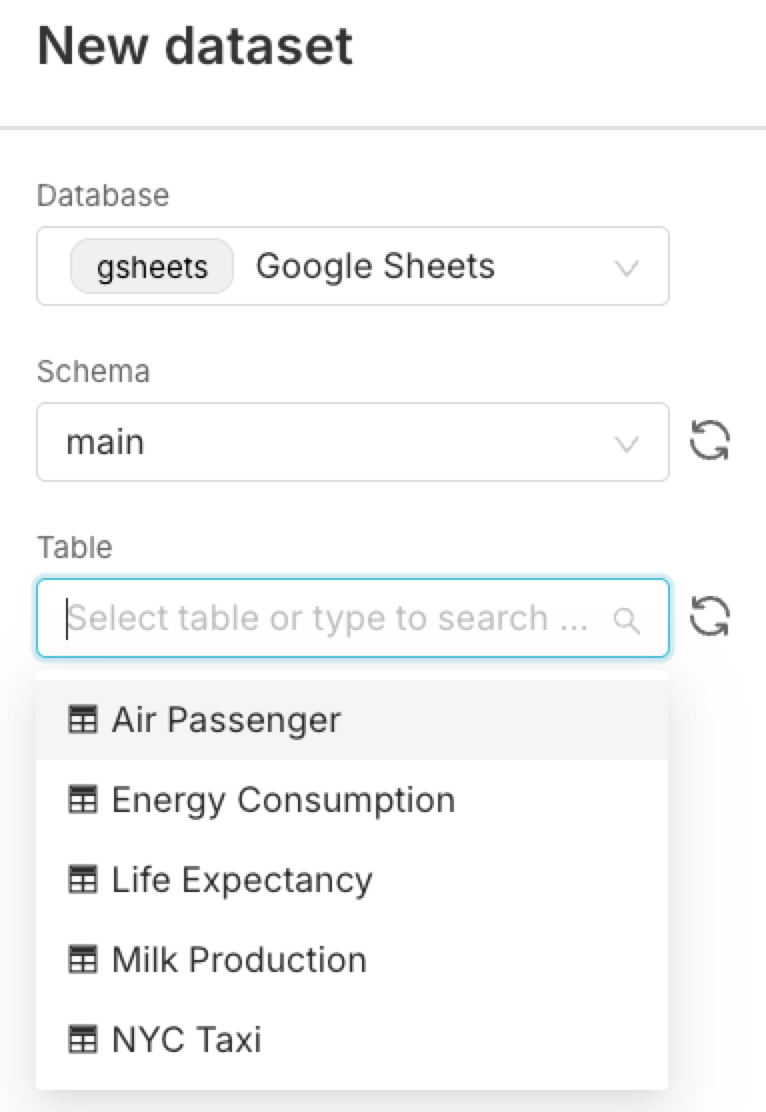 New dataset
Database
gsheets Google Sheets
Schema
main
Table
Select table or type to search ...
Air Passenger
Energy Consumption
Life Expectancy
Milk Production
NYC Taxi